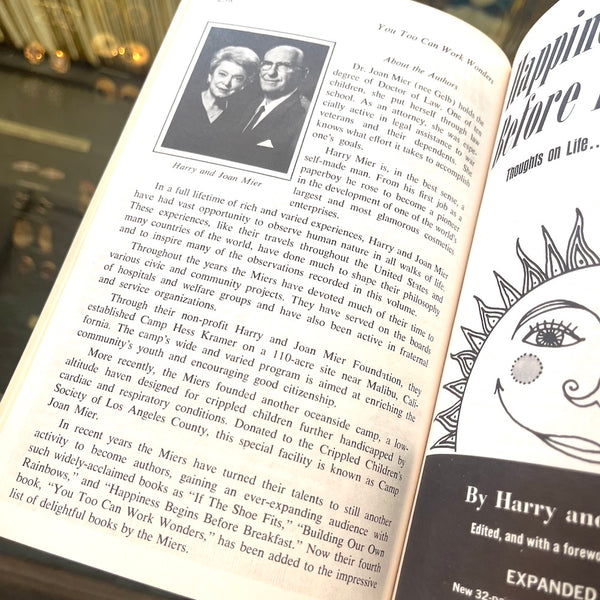 You Too Can Work Wonders
About the Authors
Dr. Joan Mier (nee Gelb) holds the
degree of Doctor of Law. One of ten
children, she put herself through law
school. As an attorney, she was espe-
cially active in legal assistance to war
veterans and their dependents. She
knows what effort it takes to accomplish
one's goals.
Harry Mier is, in the best sense, a
self-made man. From his first job as a
paperboy he rose to become a pioneer
in the development of one of the world's
largest and most glamorous cosmetics
enterprises.
Harry and Joan Mier
In a full lifetime of rich and varied experiences, Harry and Joan Mier
have had vast opportunity to observe human nature in all walks of life.
These experiences, like their travels throughout the United States and
many countries of the world, have done much to shape their philosophy
and to inspire many of the observations recorded in this volume.
Throughout the years the Miers have devoted much of their time to
various civic and community projects. They have served on the boards
of hospitals and welfare groups and have also been active in fraternal
and service organizations.
Through their non-profit Harry and Joan Mier Foundation, they
established Camp Hess Kramer on a 110-acre site near Malibu, Cali-
fornia. The camp's wide and varied program is aimed at enriching the
community's youth and encouraging good citizenship.
More recently, the Miers founded another oceanside camp, a low-
altitude haven designed for crippled children further handicapped by
cardiac and respiratory conditions. Donated to the Crippled Children's
Society of Los Angeles County, this special facility is known as Camp
Joan Mier.
In recent years the Miers have turned their talents to still another
activity to become authors, gaining an ever-expanding audience with
such widely-acclaimed books as "If The Shoe Fits," "Building Our Own
Rainbows," and "Happiness Begins Before Breakfast." Now their fourth
book, "You Too Can Work Wonders," has been added to the impressive
list of delightful books by the Miers.
Before
Thoughts on Life..
By Harry and
Edited, and with a
EXPANDED
New